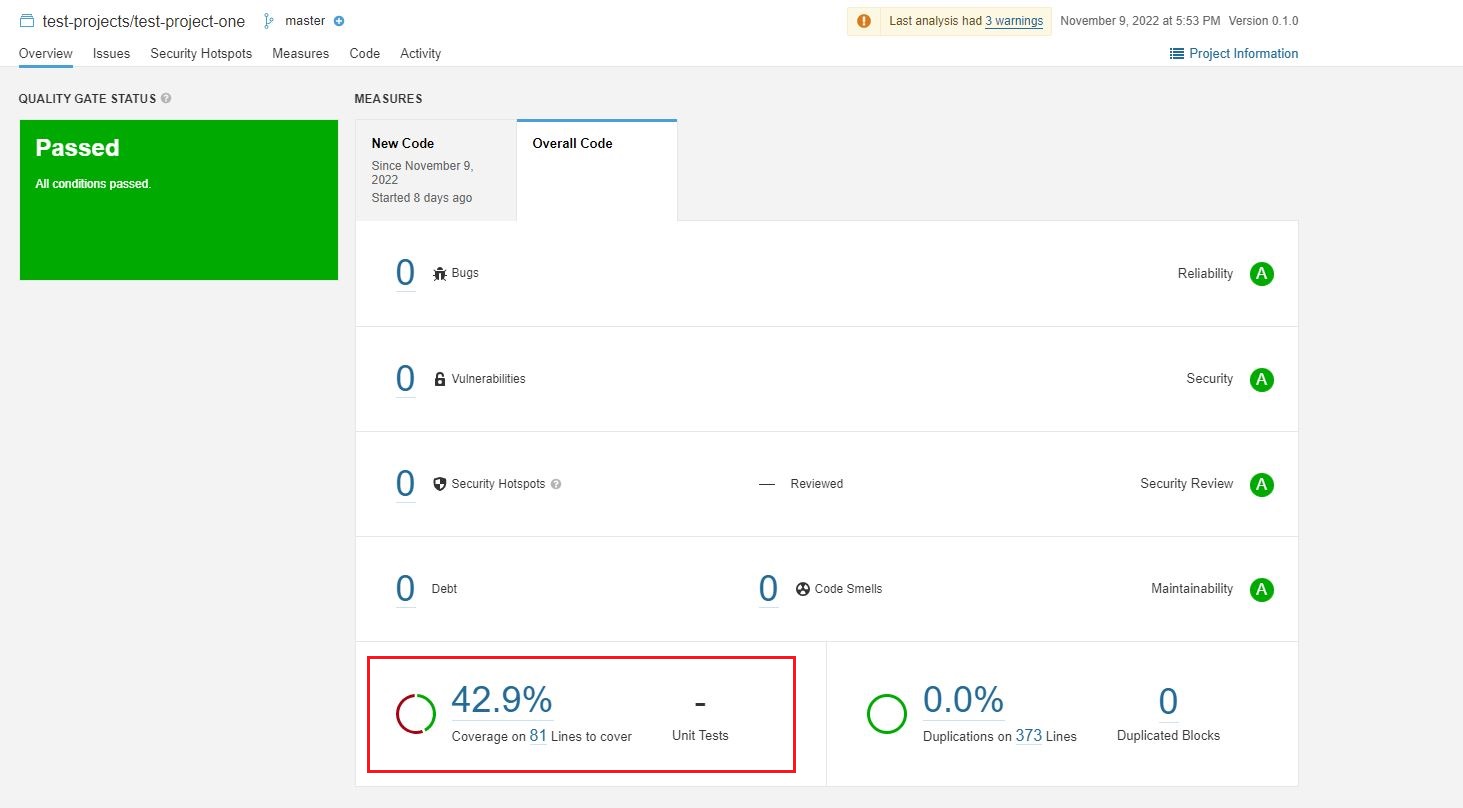 test-projects/test-project-one master
Last analysis had 3 warnings November 9, 2022 at 5:53 PM Version 0.1.0
Overview Issues Security Hotspots Measures Code Activity
Project Information
QUALITY GATE STATUS ?
Passed
All conditions passed.
MEASURES
New Code
Since November 9,
2022
Started 8 days ago
Overall Code
0 Bugs
Reliability A
0 Vulnerabilities
Security A
0 Security Hotspots ?
— Reviewed
Security Review A
0 Debt
0 Code Smells
Maintainability A
42.9%
Coverage on 81 Lines to cover
-
Unit Tests
0.0%
Duplications on 373 Lines
0
Duplicated Blocks